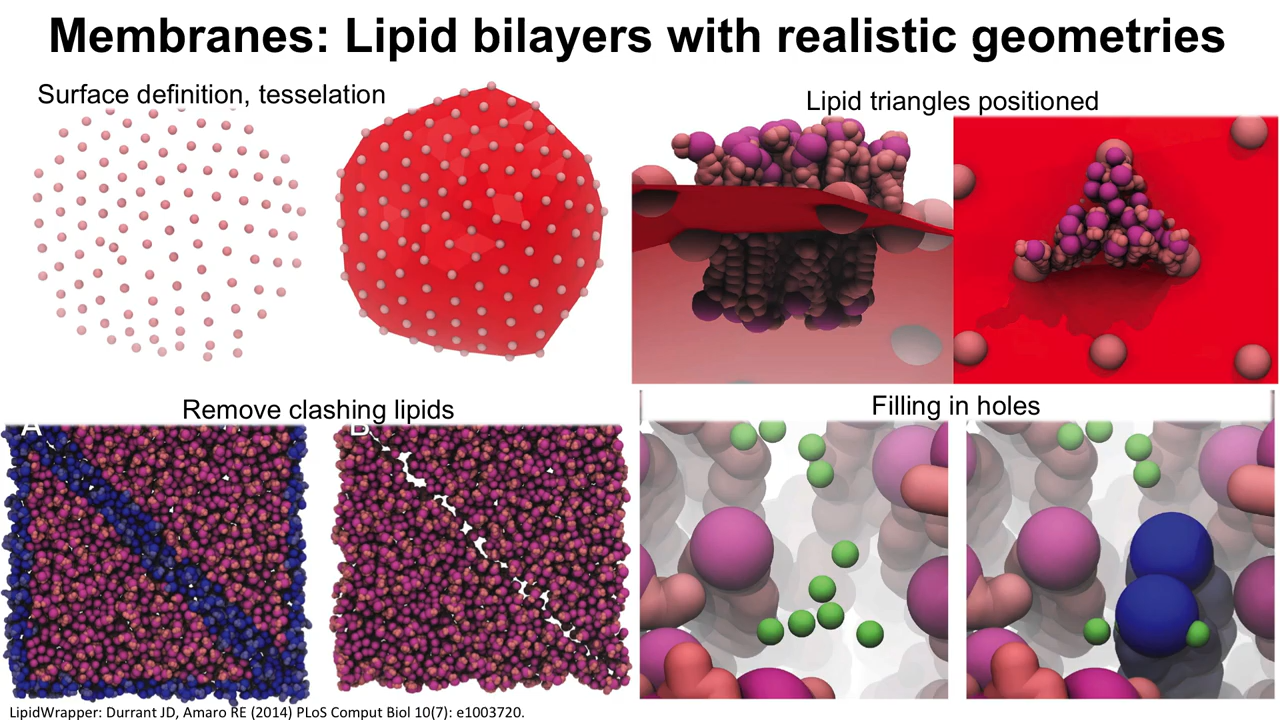 Membranes: Lipid bilayers with realistic geometries
Surface definition, tesselation
Lipid triangles positioned
Remove clashing lipids
Filling in holes
A
B
LipidWrapper: Durrant JD, Amaro RE (2014) PLoS Comput Biol 10(7): e1003720.